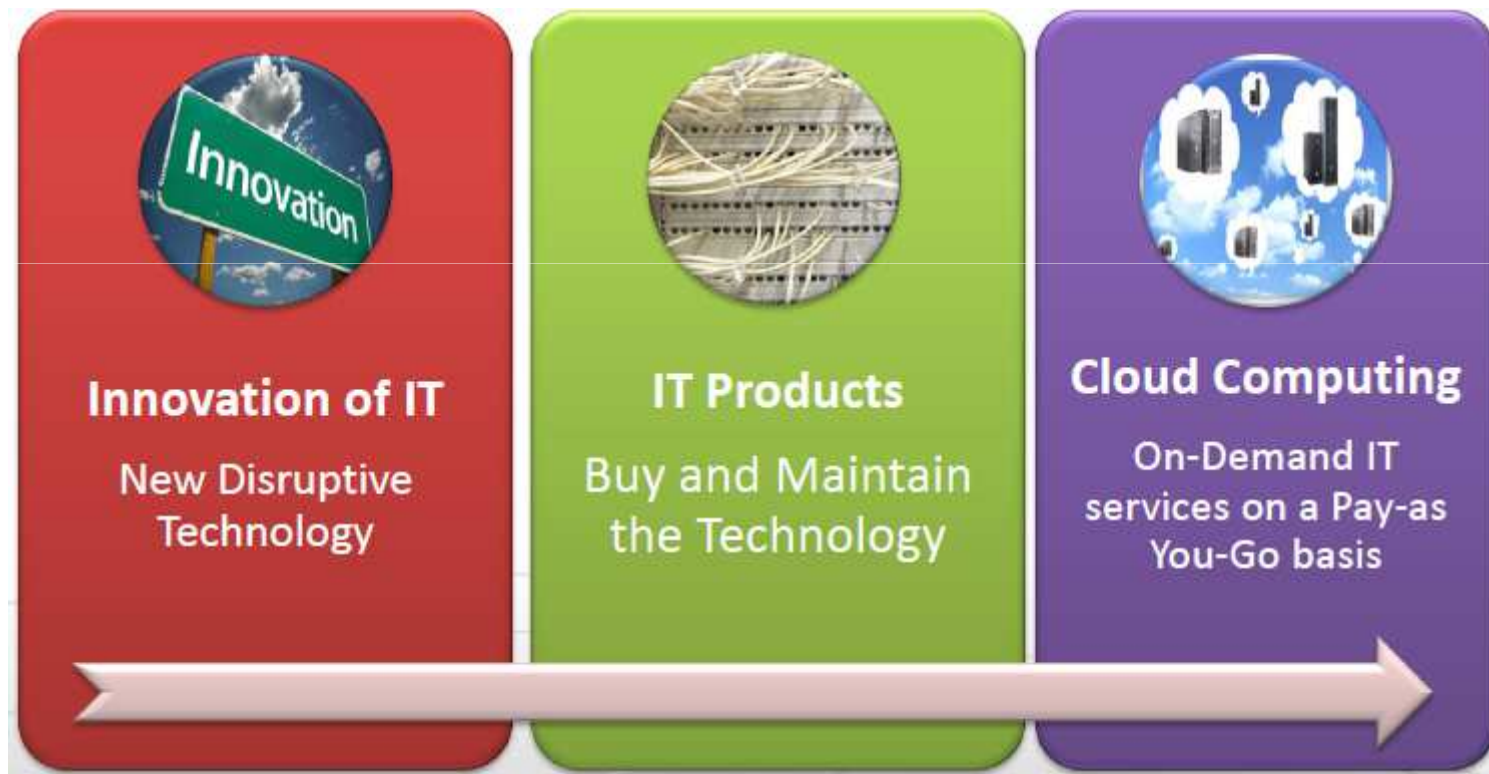 Innovation
Innovation of IT
New Disruptive
Technology
IT Products
Buy and Maintain
the Technology
Cloud Computing
On-Demand IT
services on a Pay-as
You-Go basis